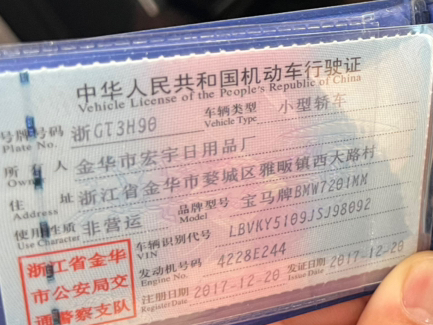 中华人民共和国机动车行驶证
Vehicle License of the People's Republic of China
号牌号码 浙GT3H90 车辆类型 小型轿车
Plate No. Vehicle Type
所有人 金华市宏宇日用品厂
Owner
住址 浙江省金华市婺城区雅畈镇西大路村
Address
使用性质 非营运 品牌型号 宝马牌BMW7201MM
Use Character Model
车辆识别代号 LBVKY5109JSJ98092
VIN
发动机号码 4228E244
Engine No.
注册日期 2017-12-20 发证日期 2017-12-20
Register Date Issue Date
浙江省金华
市公安局交
通警察支队